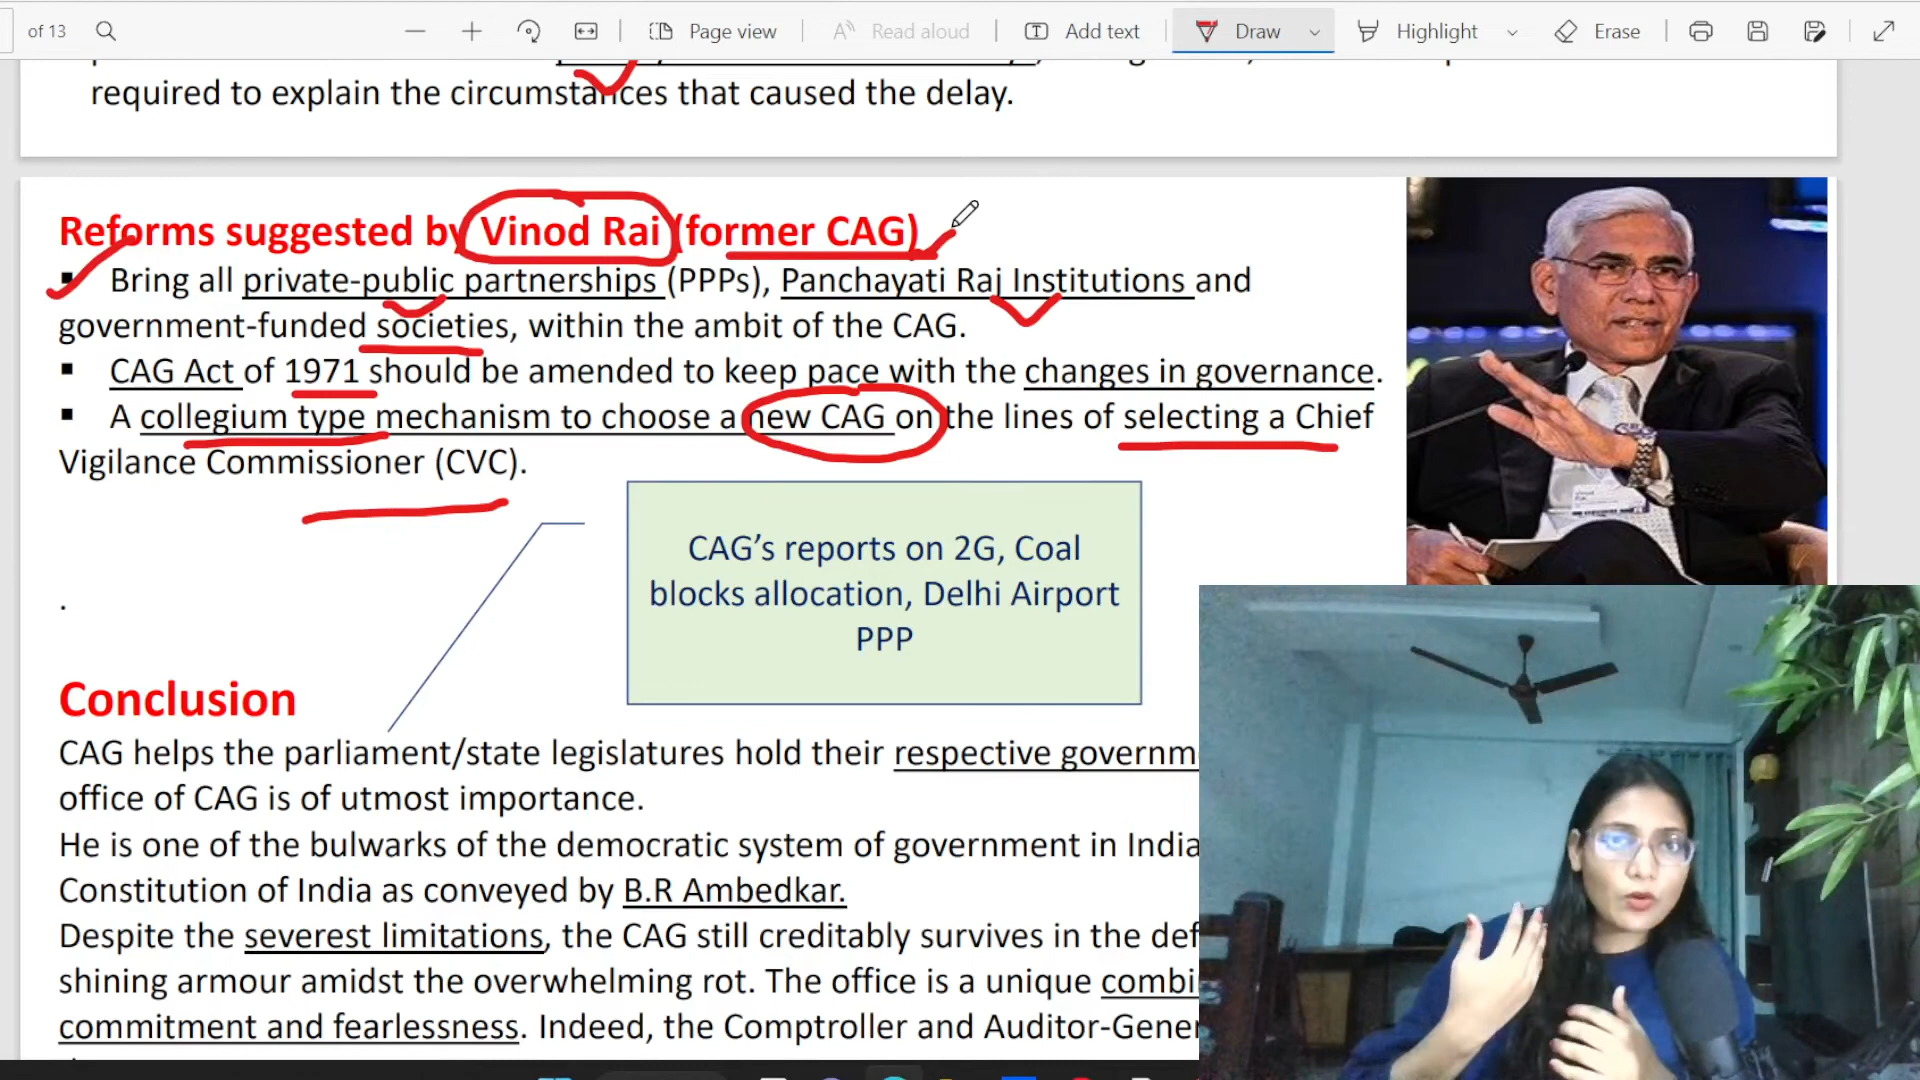 of 13
Page view
Read aloud
Add text
Draw
Highlight
Erase
required to explain the circumstances that caused the delay.
Reforms suggested by Vinod Rai (former CAG)
▪ Bring all private-public partnerships (PPPs), Panchayati Raj Institutions and
government-funded societies, within the ambit of the CAG.
▪ CAG Act of 1971 should be amended to keep pace with the changes in governance.
▪ A collegium type mechanism to choose a new CAG on the lines of selecting a Chief
Vigilance Commissioner (CVC).
CAG’s reports on 2G, Coal
blocks allocation, Delhi Airport
PPP
.
Conclusion
CAG helps the parliament/state legislatures hold their respective governm
office of CAG is of utmost importance.
He is one of the bulwarks of the democratic system of government in India
Constitution of India as conveyed by B.R Ambedkar.
Despite the severest limitations, the CAG still creditably survives in the def
shining armour amidst the overwhelming rot. The office is a unique combi
commitment and fearlessness. Indeed, the Comptroller and Auditor-Gener